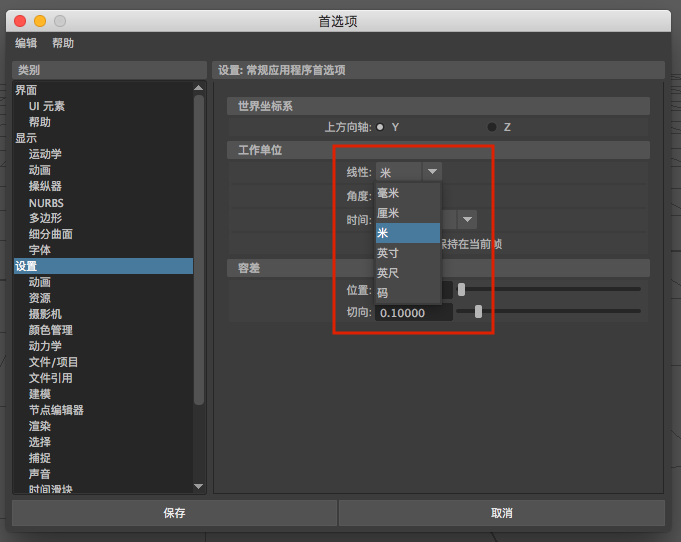 首选项
编辑 帮助
类别
界面
UI 元素
帮助
显示
运动学
动画
操纵器
NURBS
多边形
细分曲面
字体
设置
动画
资源
摄影机
颜色管理
动力学
文件/项目
文件引用
建模
节点编辑器
渲染
选择
捕捉
声音
时间滑块
设置: 常规应用程序首选项
世界坐标系
上方向轴: Y Z
工作单位
线性: 米
毫米
角度:
厘米
时间:
米
保持在当前帧
英寸
容差
英尺
位置:
码
切向: 0.10000
保存 取消